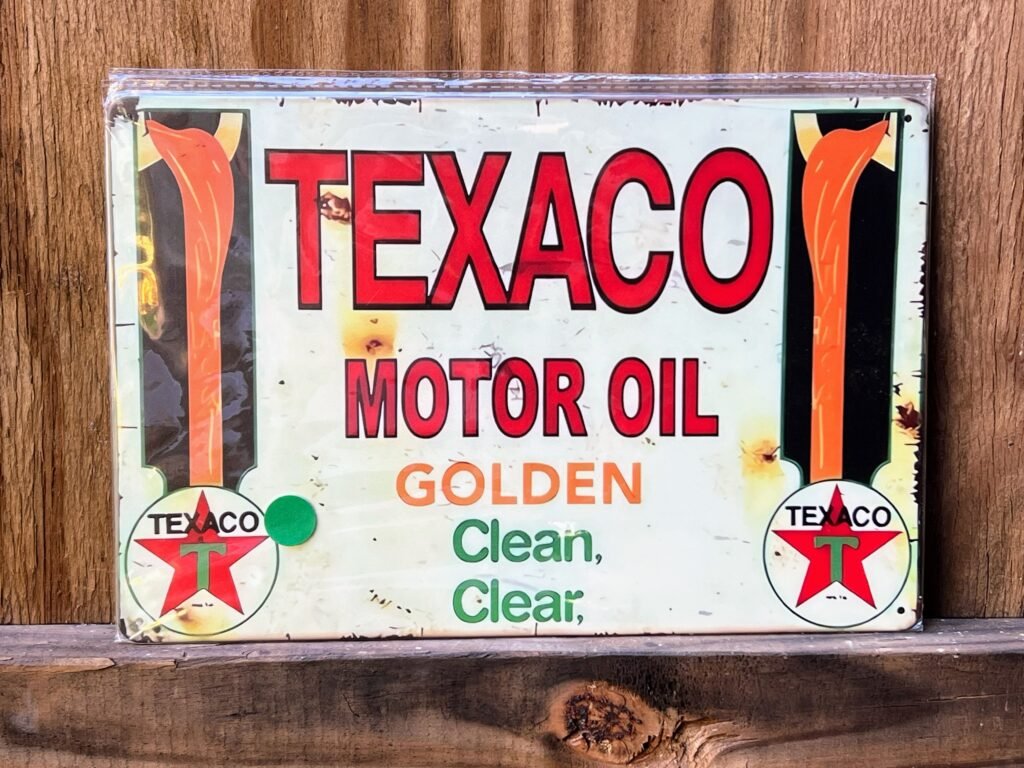 TEXACO
MOTOR OIL
GOLDEN
Clean,
Clear,
TEXACO
T
TEXACO
T